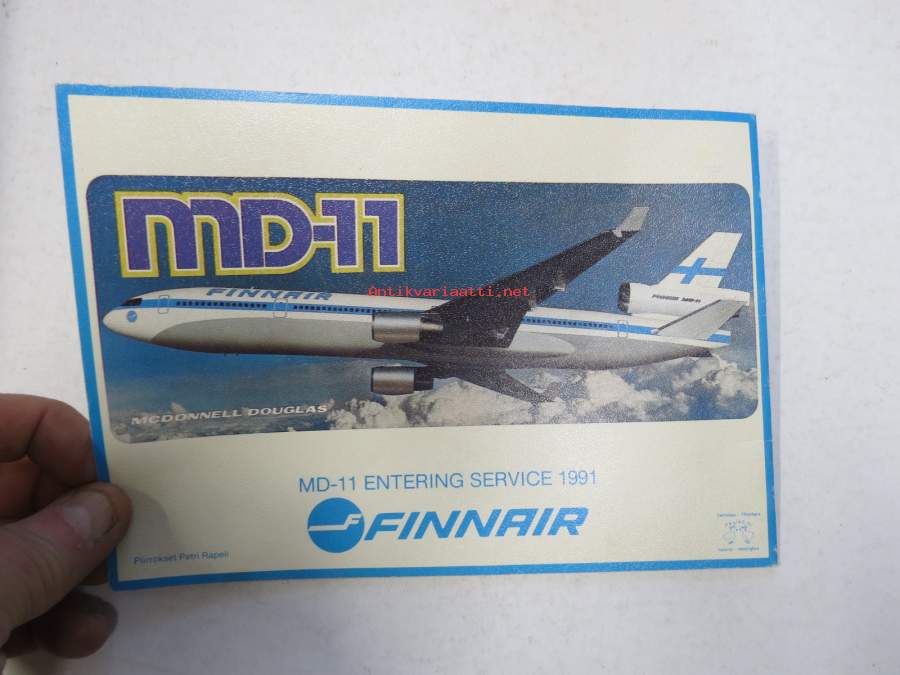 MD-11
FINNAIR
Antikvariaatti.net
FINNAIR MD-11
MCDONNELL DOUGLAS
MD-11 ENTERING SERVICE 1991
FINNAIR
Piirrokset Petri Rapeli